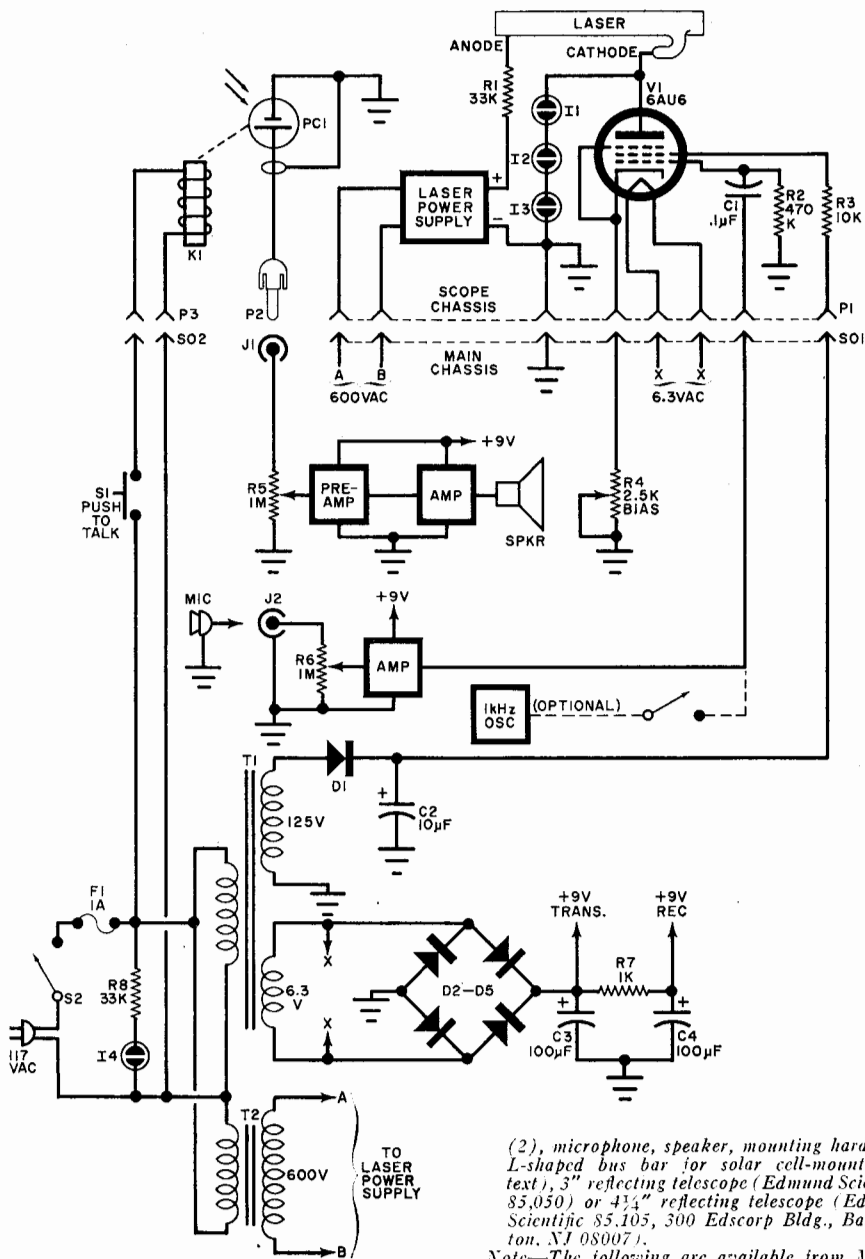 LASER
ANODE
CATHODE
R1
33K
V1
6AU6
I1
I2
I3
PC1
K1
LASER
POWER
SUPPLY
+
−
C1
.1µF
R2
470
K
R3
10K
P3
SO2
P2
J1
SCOPE
CHASSIS
MAIN
CHASSIS
P1
SO1
A
B
600VAC
X
X
6.3VAC
S1
PUSH
TO
TALK
R5
1M
PRE-
AMP
AMP
+9V
SPKR
R4
2.5K
BIAS
MIC
J2
R6
1M
+9V
AMP
1kHz
OSC
(OPTIONAL)
T1
125V
D1
+
C2
10µF
F1
1A
S2
R8
33K
I4
117
VAC
6.3
V
X
X
D2–D5
+9V
TRANS.
+9V
REC
R7
1K
+
C3
100µF
+
C4
100µF
T2
600V
A
B
TO
LASER
POWER
SUPPLY
(2), microphone, speaker, mounting hard
L-shaped bus bar for solar cell-mount
text), 3" reflecting telescope (Edmund Scie
85,050) or 4¼" reflecting telescope (Ed
Scientific 85,105, 300 Edscorp Bldg., Ba
ton, NJ 08007).
Note—The following are available from